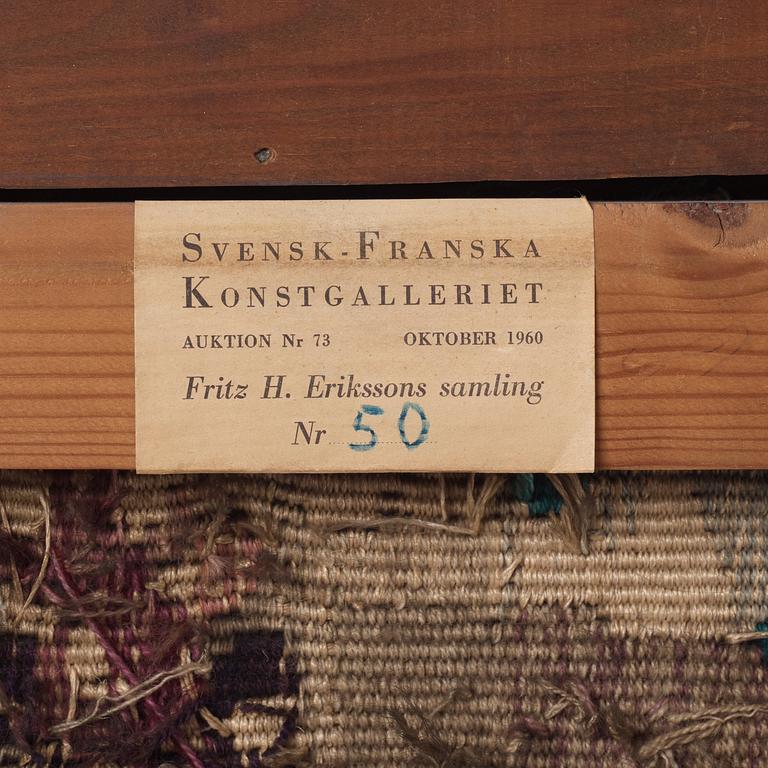 SVENSK-FRANSKA
KONSTGALLERIET
AUKTION Nr 73 OKTOBER 1960
Fritz H. Erikssons samling
Nr 50